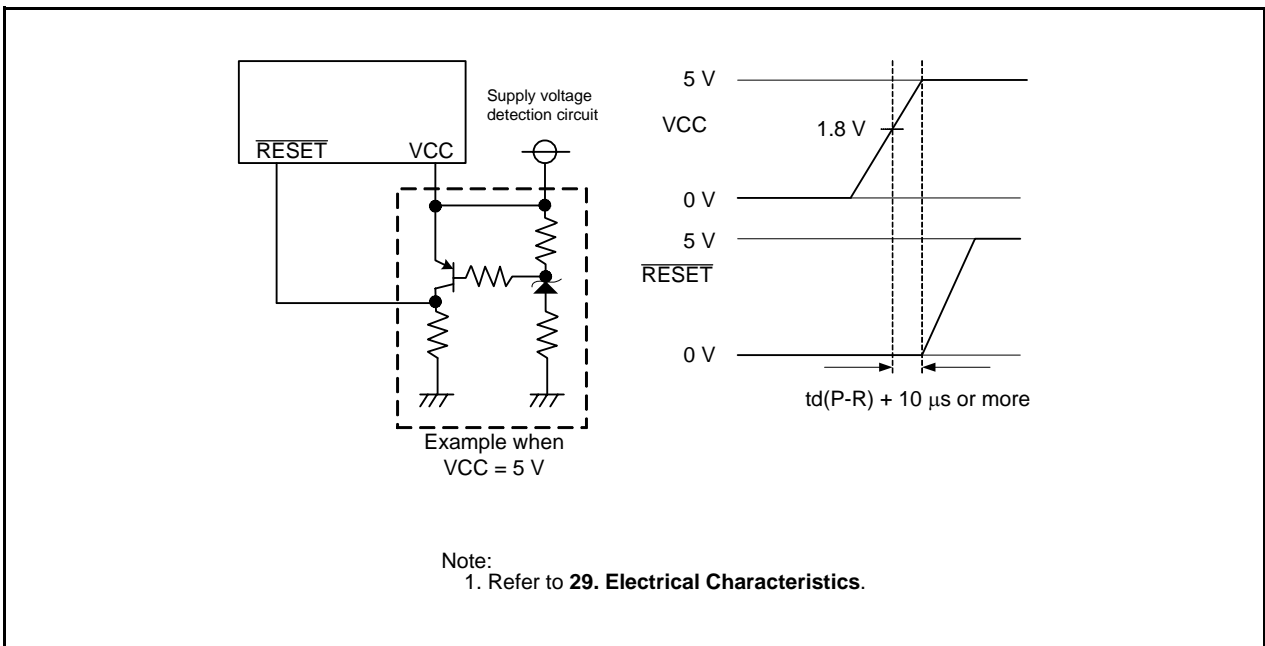 Supply voltage
detection circuit
RESET
VCC
Example when
VCC = 5 V
5 V
VCC
1.8 V
0 V
5 V
RESET
0 V
td(P-R) + 10 μs or more
Note:
1. Refer to 29. Electrical Characteristics.